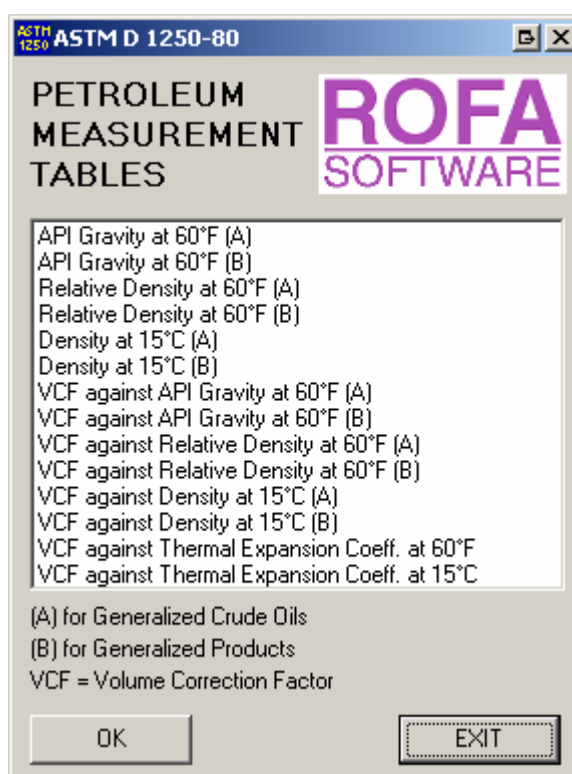 ASTM
1250
ASTM D 1250-80
PETROLEUM
MEASUREMENT
TABLES
ROFA
SOFTWARE
API Gravity at 60°F (A)
API Gravity at 60°F (B)
Relative Density at 60°F (A)
Relative Density at 60°F (B)
Density at 15°C (A)
Density at 15°C (B)
VCF against API Gravity at 60°F (A)
VCF against API Gravity at 60°F (B)
VCF against Relative Density at 60°F (A)
VCF against Relative Density at 60°F (B)
VCF against Density at 15°C (A)
VCF against Density at 15°C (B)
VCF against Thermal Expansion Coeff. at 60°F
VCF against Thermal Expansion Coeff. at 15°C
(A) for Generalized Crude Oils
(B) for Generalized Products
VCF = Volume Correction Factor
OK
EXIT